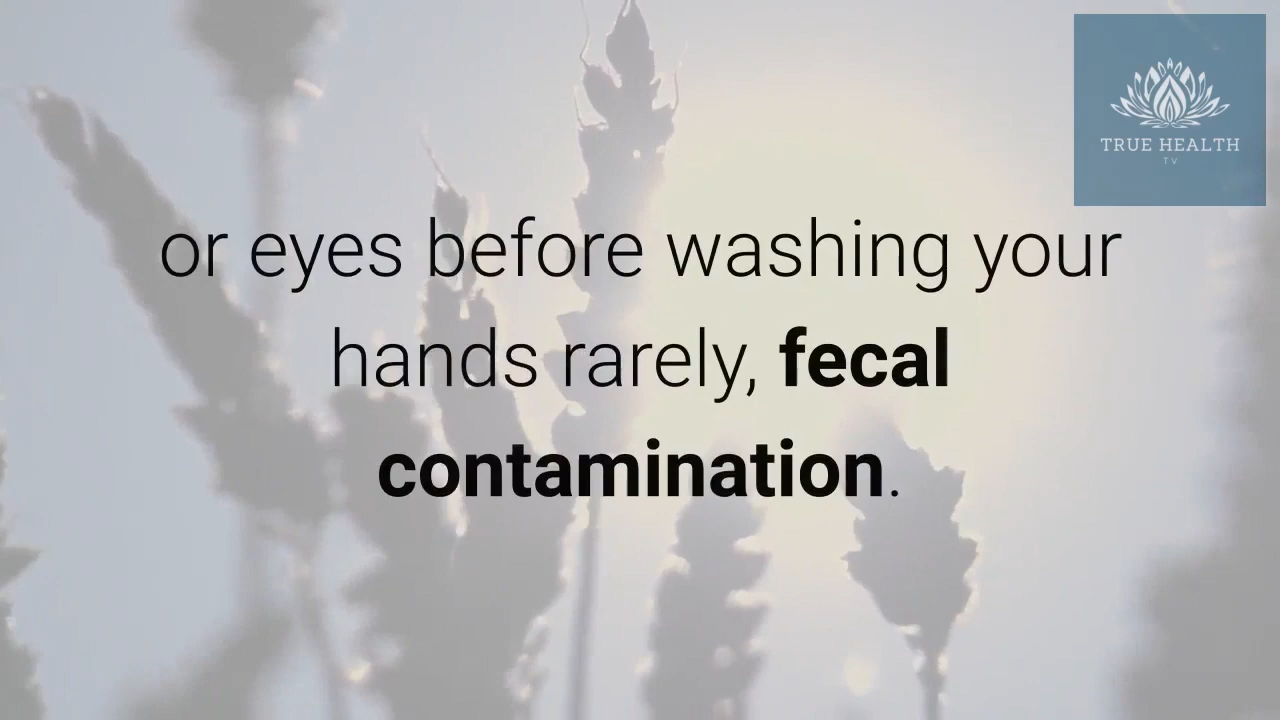 TRUE HEALTH
TV
or eyes before washing your
hands rarely, fecal
contamination.